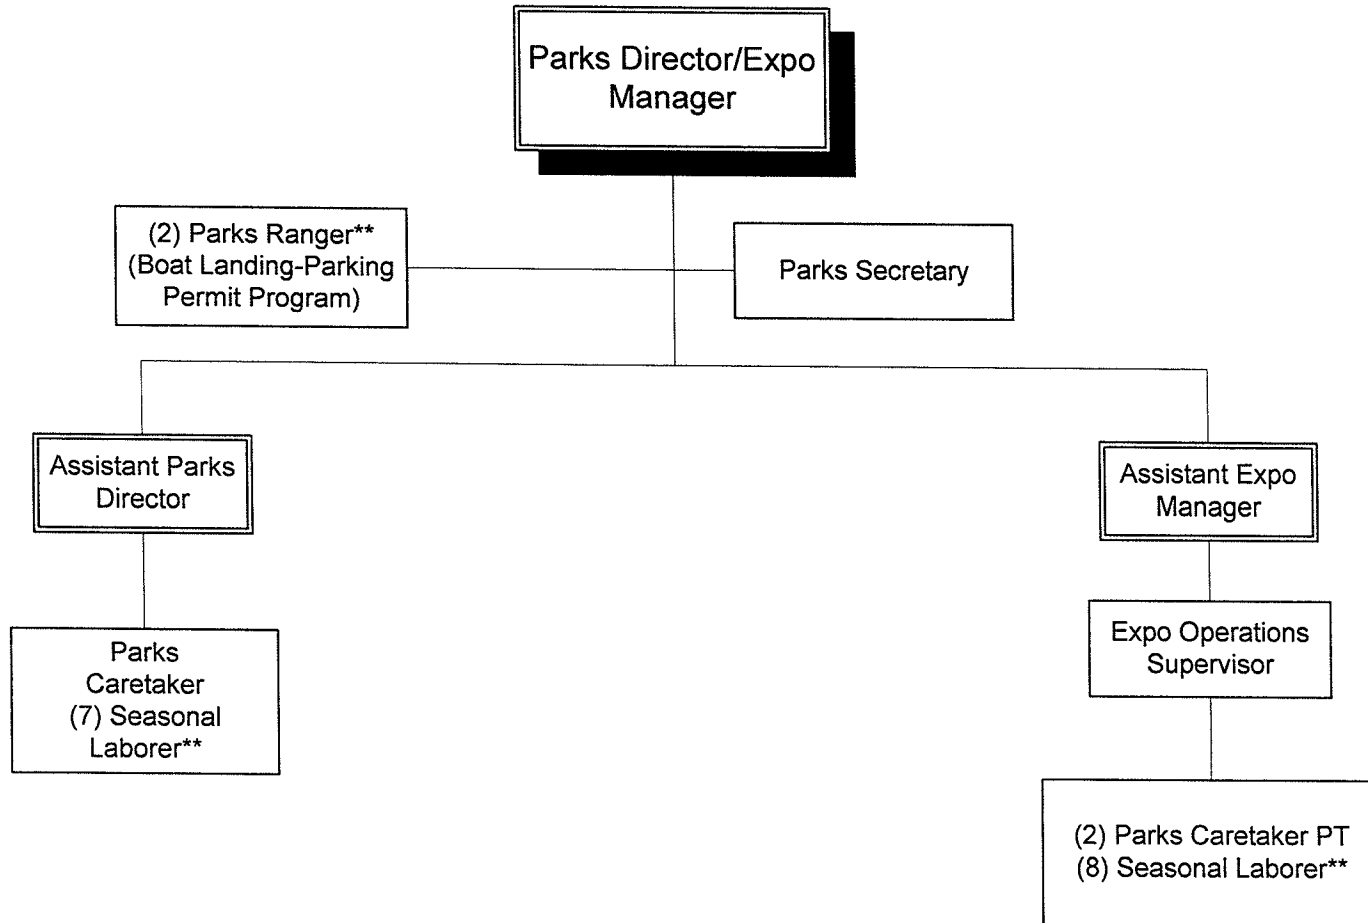 Parks Director/Expo
Manager
(2) Parks Ranger**
(Boat Landing-Parking
Permit Program)
Parks Secretary
Assistant Parks
Director
Assistant Expo
Manager
Expo Operations
Supervisor
Parks
Caretaker
(7) Seasonal
Laborer**
(2) Parks Caretaker PT
(8) Seasonal Laborer**